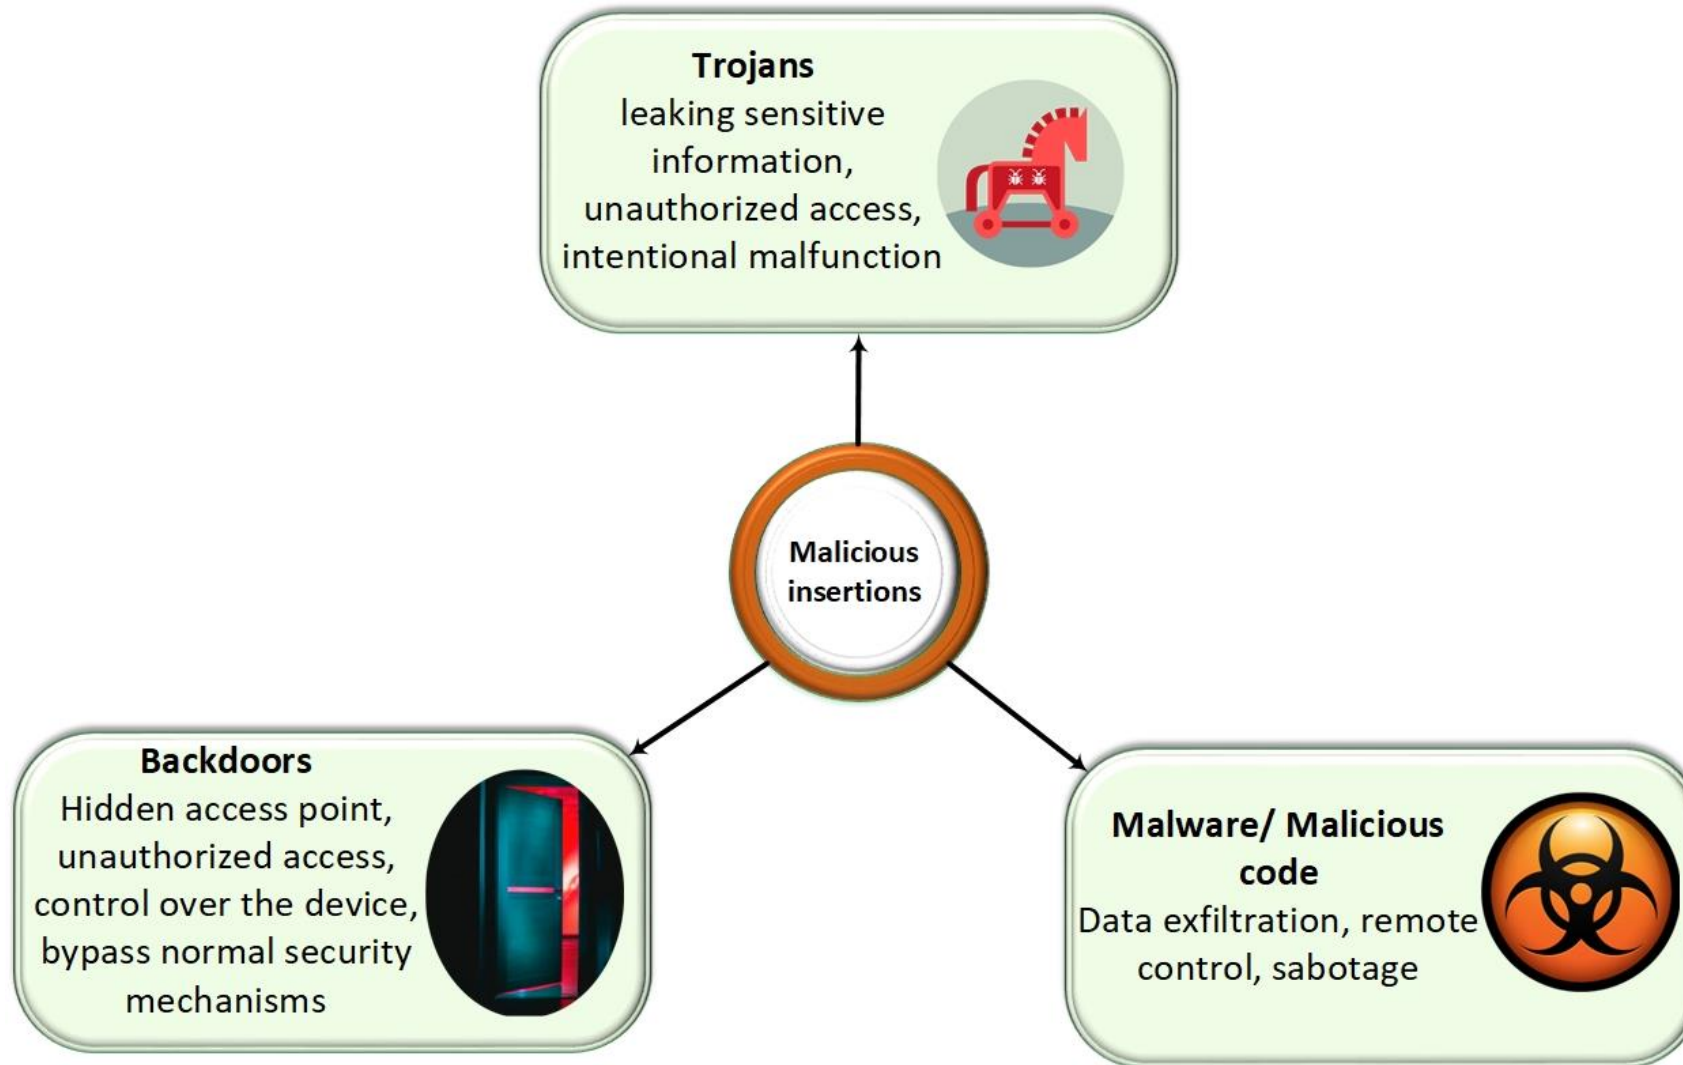 Trojans
leaking sensitive
information,
unauthorized access,
intentional malfunction
Malicious
insertions
Backdoors
Hidden access point,
unauthorized access,
control over the device,
bypass normal security
mechanisms
Malware/ Malicious
code
Data exfiltration, remote
control, sabotage